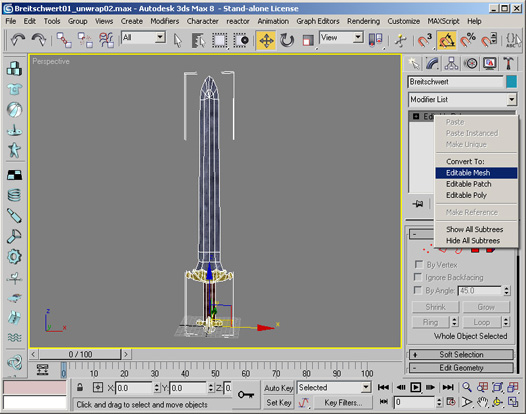 Breitschwert01_unwrap02.max - Autodesk 3ds Max 8 - Stand-alone License
File Edit Tools Group Views Create Modifiers Character reactor Animation Graph Editors Rendering Customize MAXScript Help
All View 3 %
Perspective
Breitschwert
Modifier List
Paste
Paste Instanced
Make Unique
Convert To:
Editable Mesh
Editable Patch
Editable Poly
Make Reference
Show All Subtrees
Hide All Subtrees
By Vertex
Ignore Backfacing
By Angle: 45.0
Shrink Grow
Ring Loop
Whole Object Selected
+ Soft Selection
- Edit Geometry
z
x
x
0 / 100
0 10 20 30 40 50 60 70 80 90 100
X: 0.0 Y: 0.0 Z: 0.
Auto Key Selected
Click and drag to select and move objects
Set Key Key Filters... 0